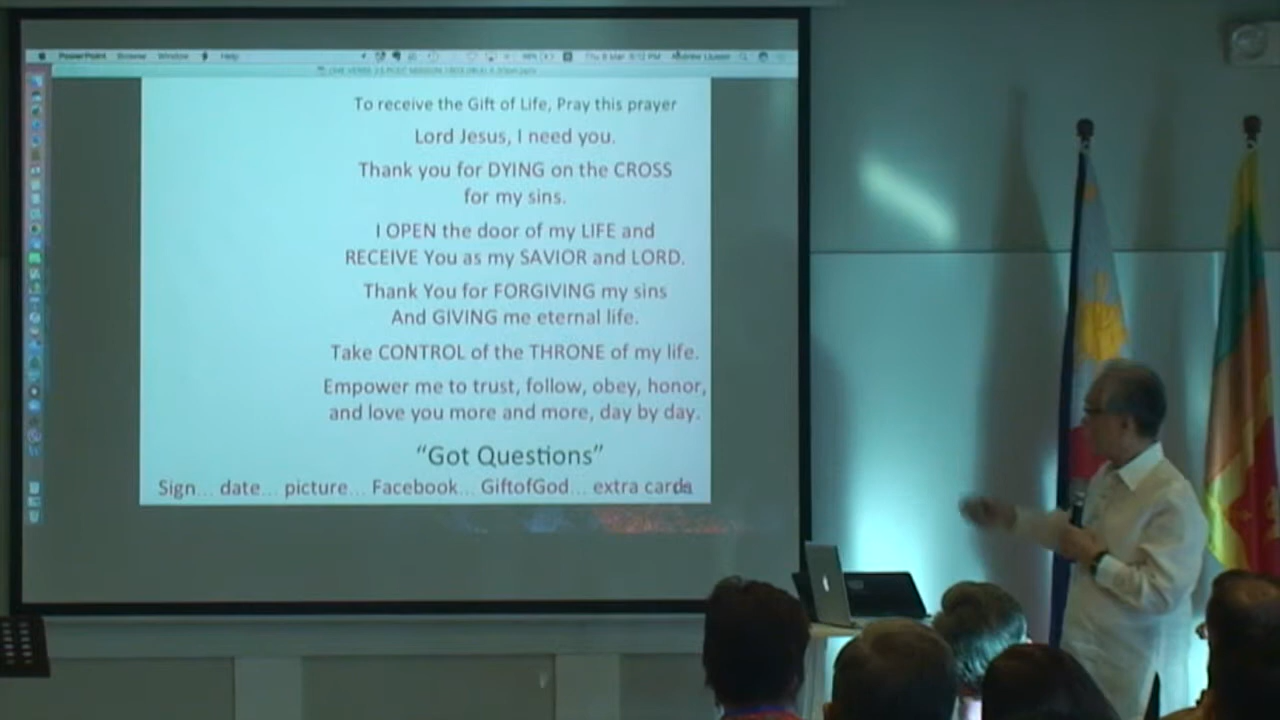 PowerPoint Browse Window Help
To receive the Gift of Life, Pray this prayer
Lord Jesus, I need you.
Thank you for DYING on the CROSS
for my sins.
I OPEN the door of my LIFE and
RECEIVE You as my SAVIOR and LORD.
Thank You for FORGIVING my sins
And GIVING me eternal life.
Take CONTROL of the THRONE of my life.
Empower me to trust, follow, obey, honor,
and love you more and more, day by day.
“Got Questions”
Sign... date... picture... Facebook... GiftofGod... extra cards